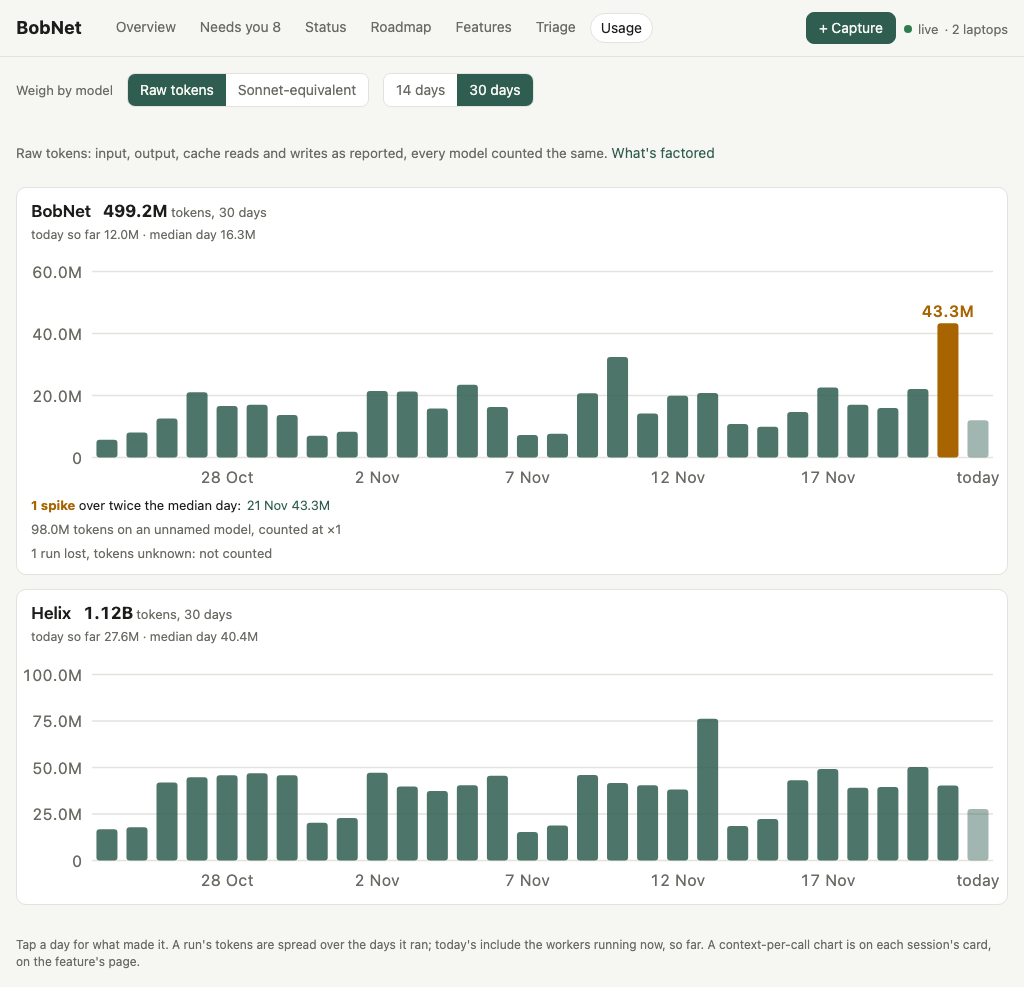 BobNet
Overview
Needs you 8
Status
Roadmap
Features
Triage
Usage
+ Capture
live · 2 laptops
Weigh by model
Raw tokens
Sonnet-equivalent
14 days
30 days
Raw tokens: input, output, cache reads and writes as reported, every model counted the same. What's factored
BobNet 499.2M tokens, 30 days
today so far 12.0M · median day 16.3M
60.0M
43.3M
40.0M
20.0M
0
28 Oct
2 Nov
7 Nov
12 Nov
17 Nov
today
1 spike over twice the median day: 21 Nov 43.3M
98.0M tokens on an unnamed model, counted at ×1
1 run lost, tokens unknown: not counted
Helix 1.12B tokens, 30 days
today so far 27.6M · median day 40.4M
100.0M
75.0M
50.0M
25.0M
0
28 Oct
2 Nov
7 Nov
12 Nov
17 Nov
today
Tap a day for what made it. A run's tokens are spread over the days it ran; today's include the workers running now, so far. A context-per-call chart is on each session's card,
on the feature's page.